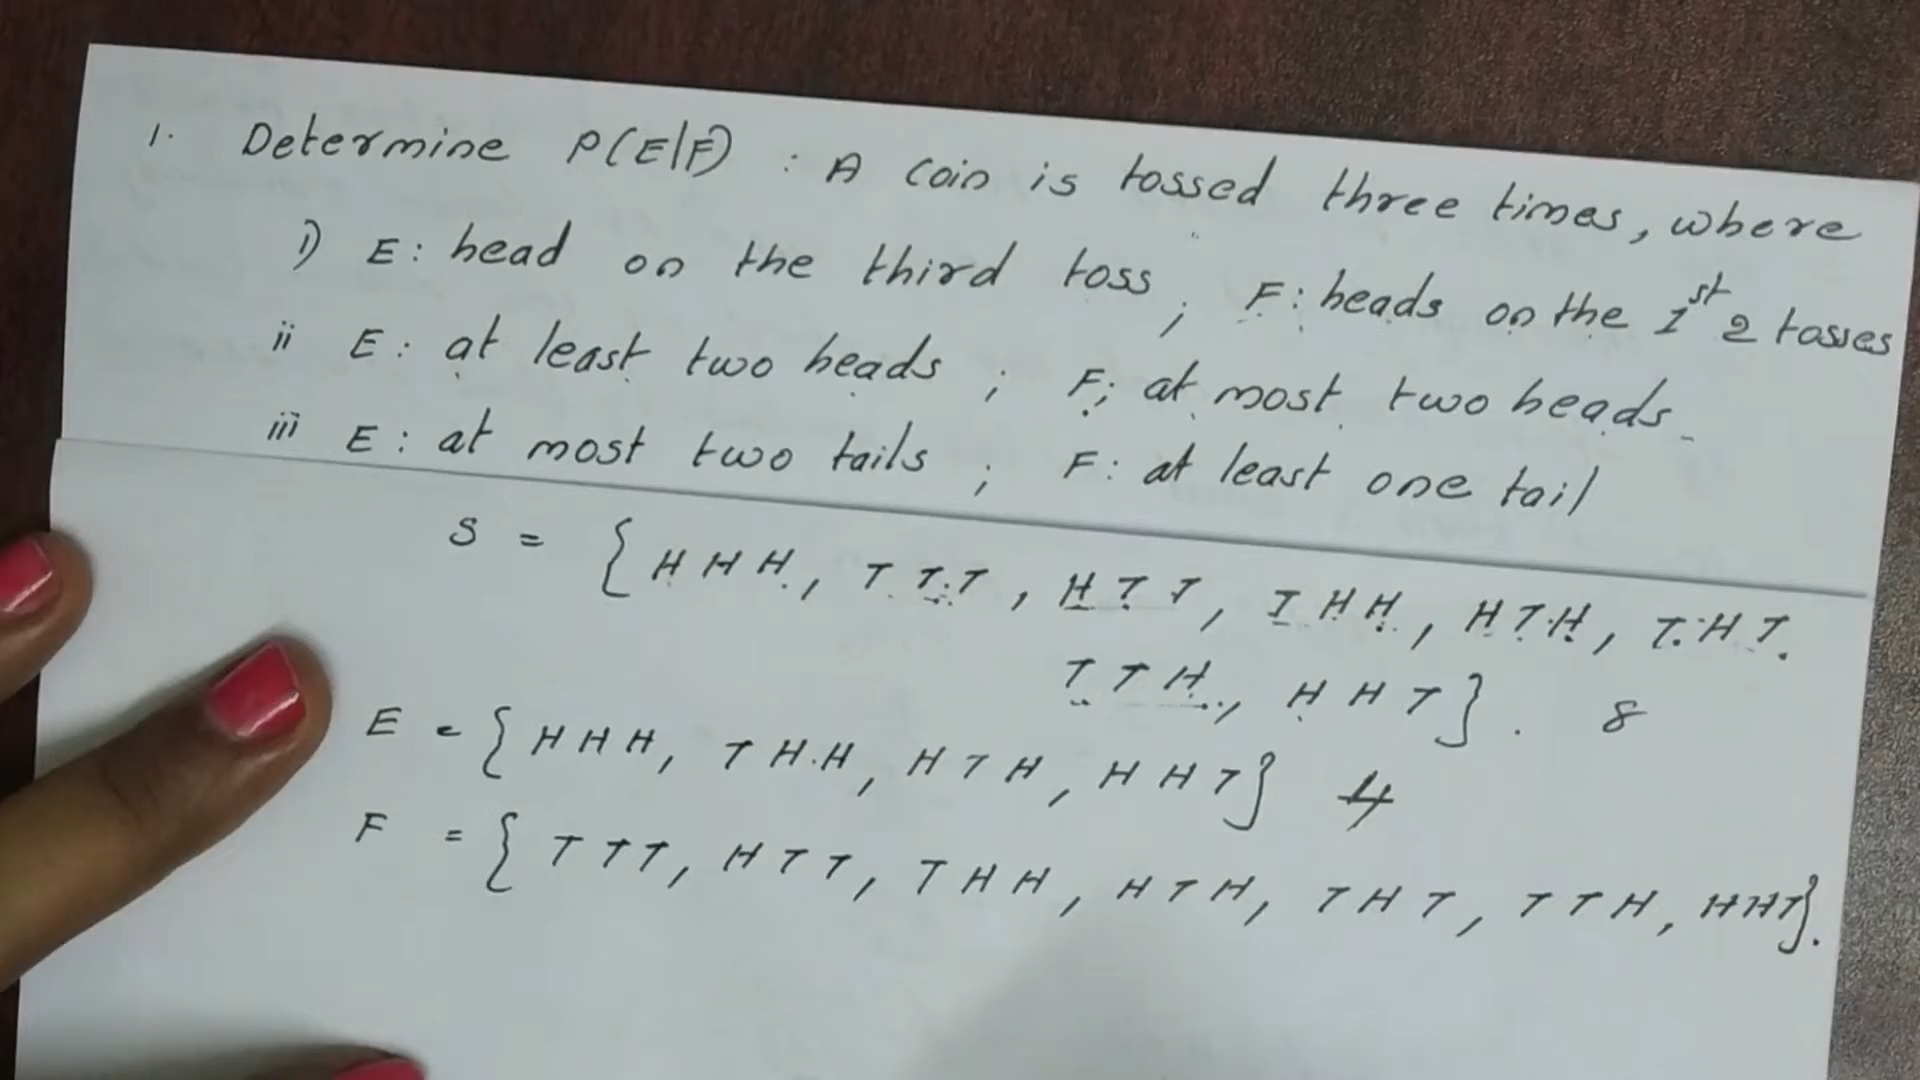 1. Determine P(E|F) : A coin is tossed three times, where
i) E: head on the third toss ; F: heads on the 1st 2 tosses
ii E: at least two heads ; F: at most two heads.
iii E: at most two tails ; F: at least one tail
S = {HHH, TTT, HTT, THH, HTH, THT.
TTH, HHT}. 8
E = {HHH, THH, HTH, HHT} 4
F = {TTT, HTT, THH, HTH, THT, TTH, HHT}.